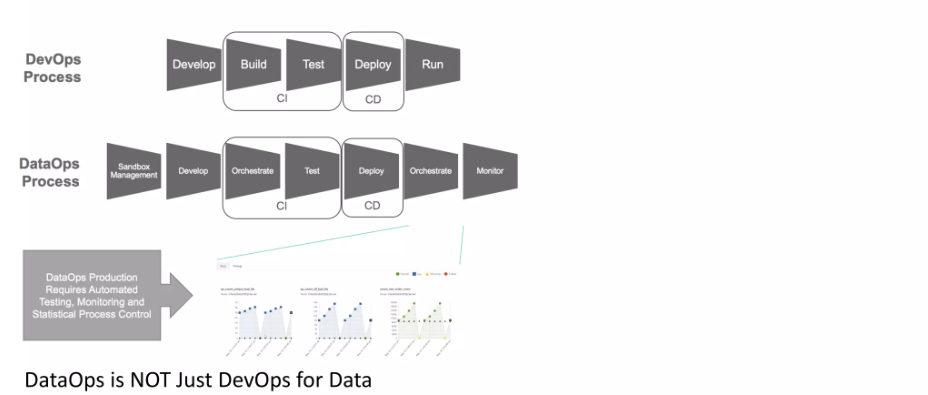 DevOps
Process
Develop
Build
Test
Deploy
Run
CI
CD
DataOps
Process
Sandbox
Management
Develop
Orchestrate
Test
Deploy
Orchestrate
Monitor
CI
CD
DataOps Production
Requires Automated
Testing, Monitoring and
Statistical Process Control
DataOps is NOT Just DevOps for Data